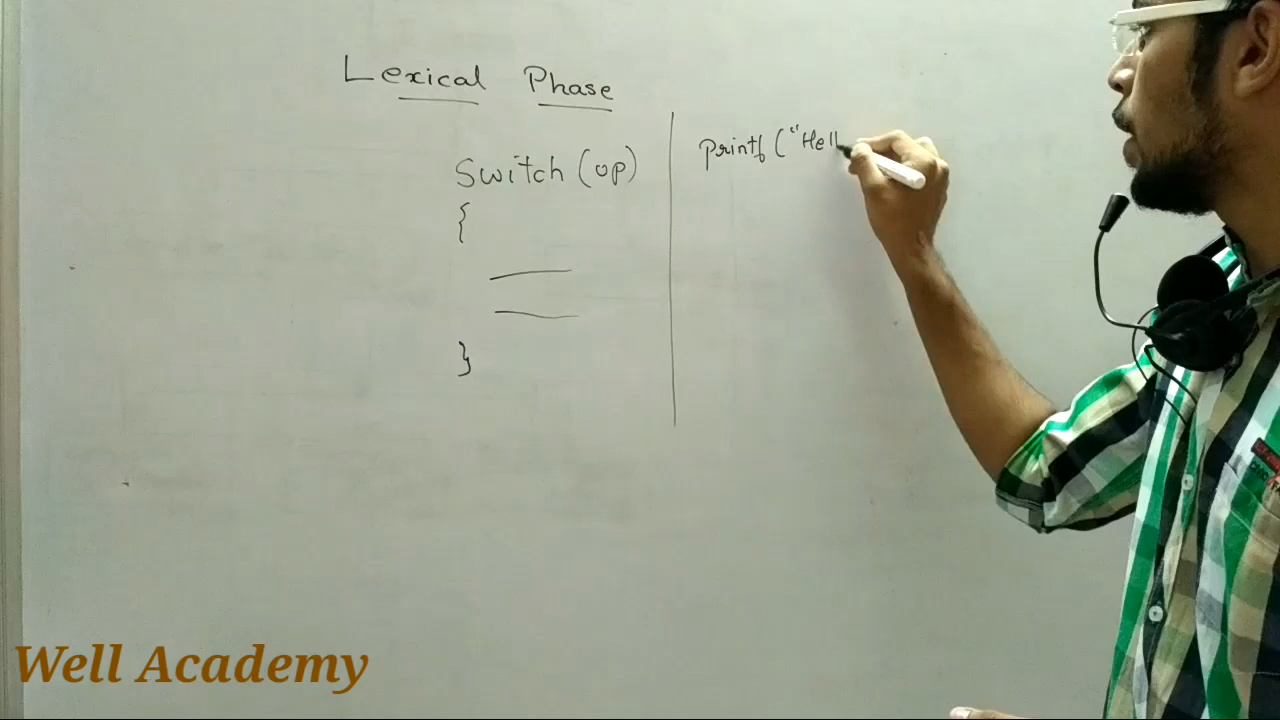 Lexical Phase
Switch (op)
{
}
printf ("Hell
Well Academy